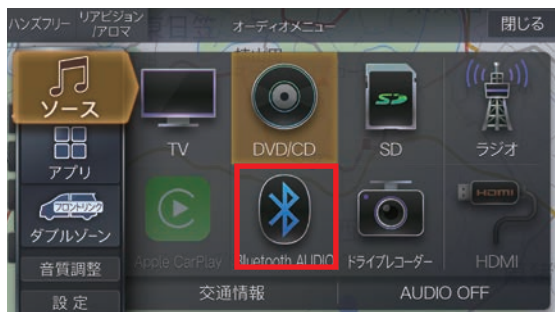 ハンズフリー
リアビジョン
/アロマ
オーディオメニュー
閉じる
ソース
TV
DVD/CD
SD
ラジオ
アプリ
フロントリンク
ダブルゾーン
Apple CarPlay
Bluetooth AUDIO
ドライブレコーダー
HDMI
HDMI
音質調整
設 定
交通情報
AUDIO OFF